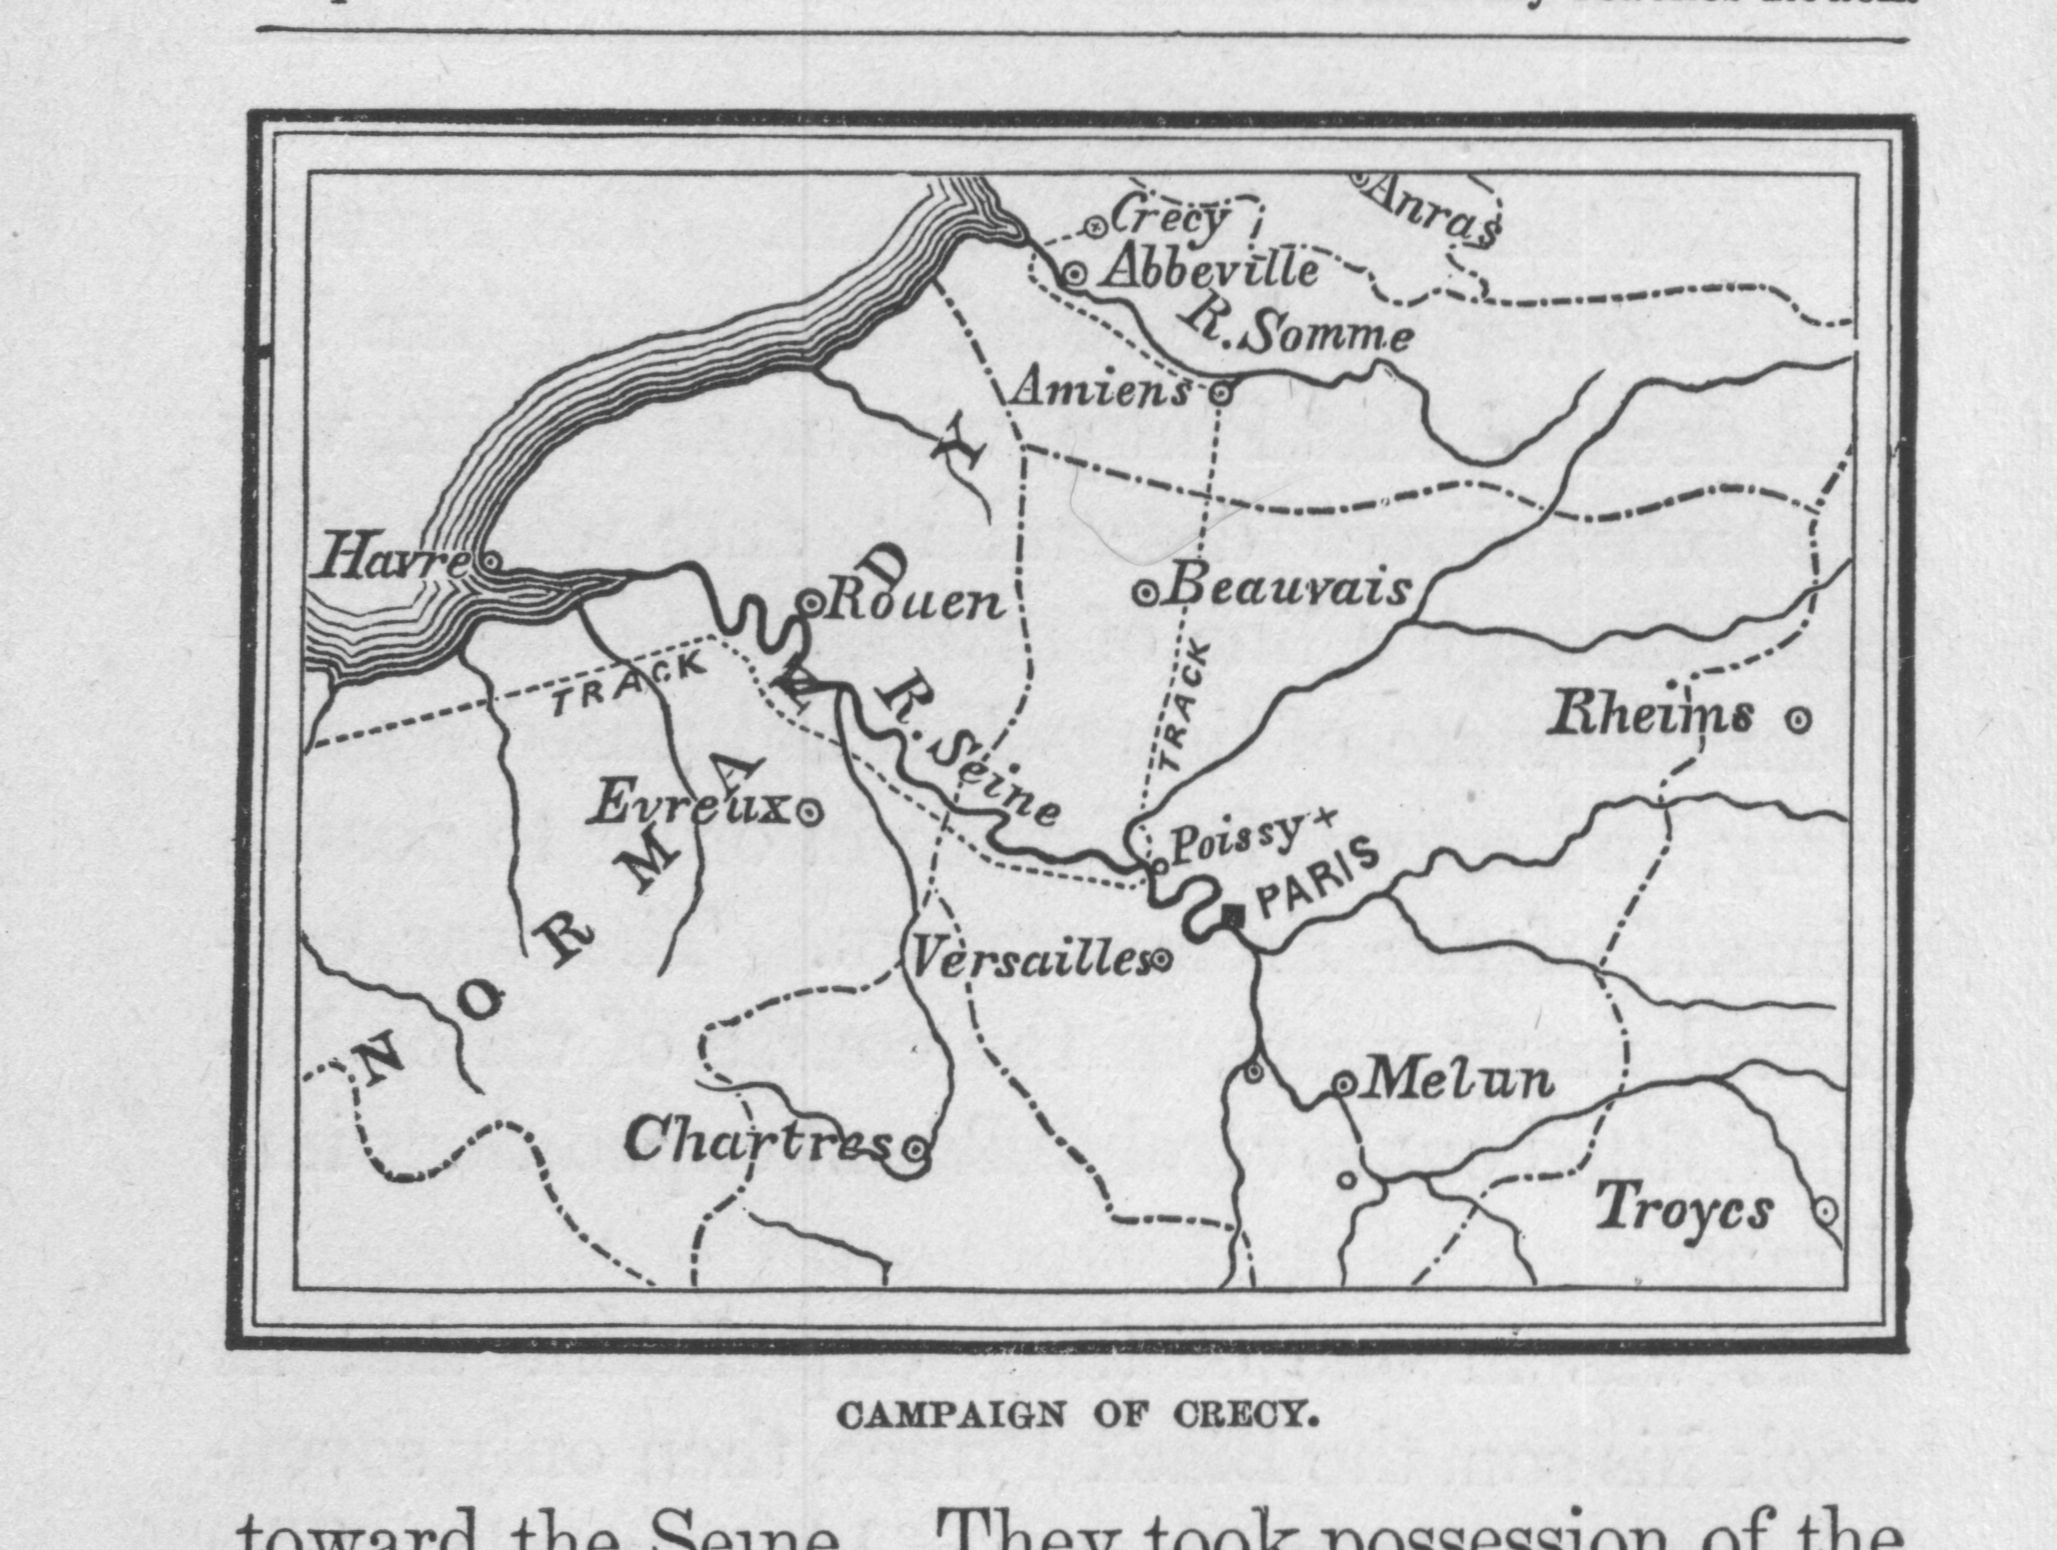 Crecy
Anras
Abbeville
R. Somme
Amiens
Havre
Rouen
Beauvais
TRACK
TRACK
R. Seine
Rheims
Evreux
Poissy+
PARIS
NORMANDY
Versailles
Melun
Chartres
Troyes
CAMPAIGN OF CRECY.
toward the Seine. They took possession of the